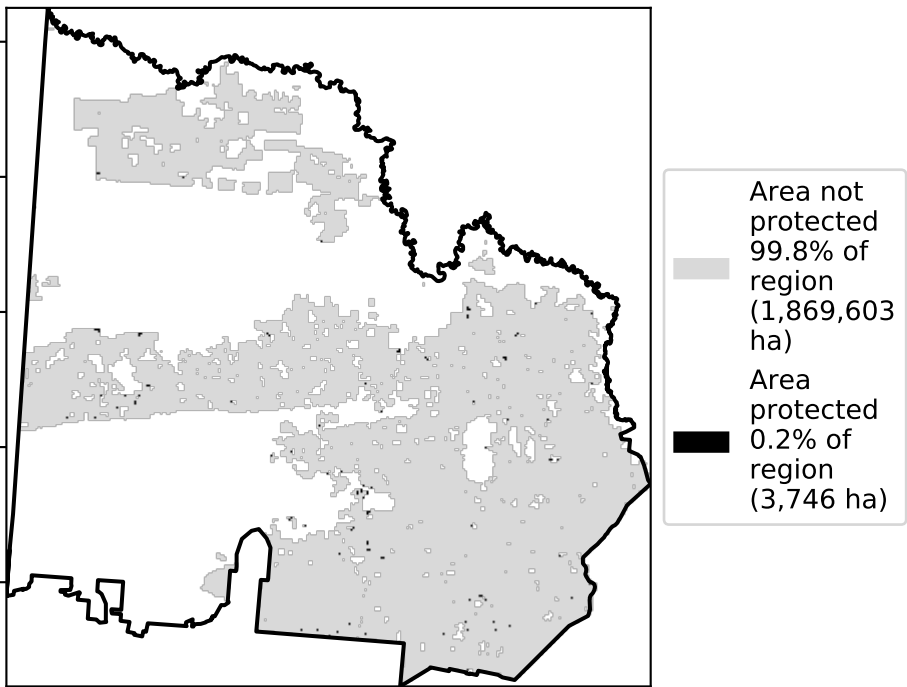 Area not
protected
99.8% of
region
(1,869,603
ha)
Area
protected
0.2% of
region
(3,746 ha)